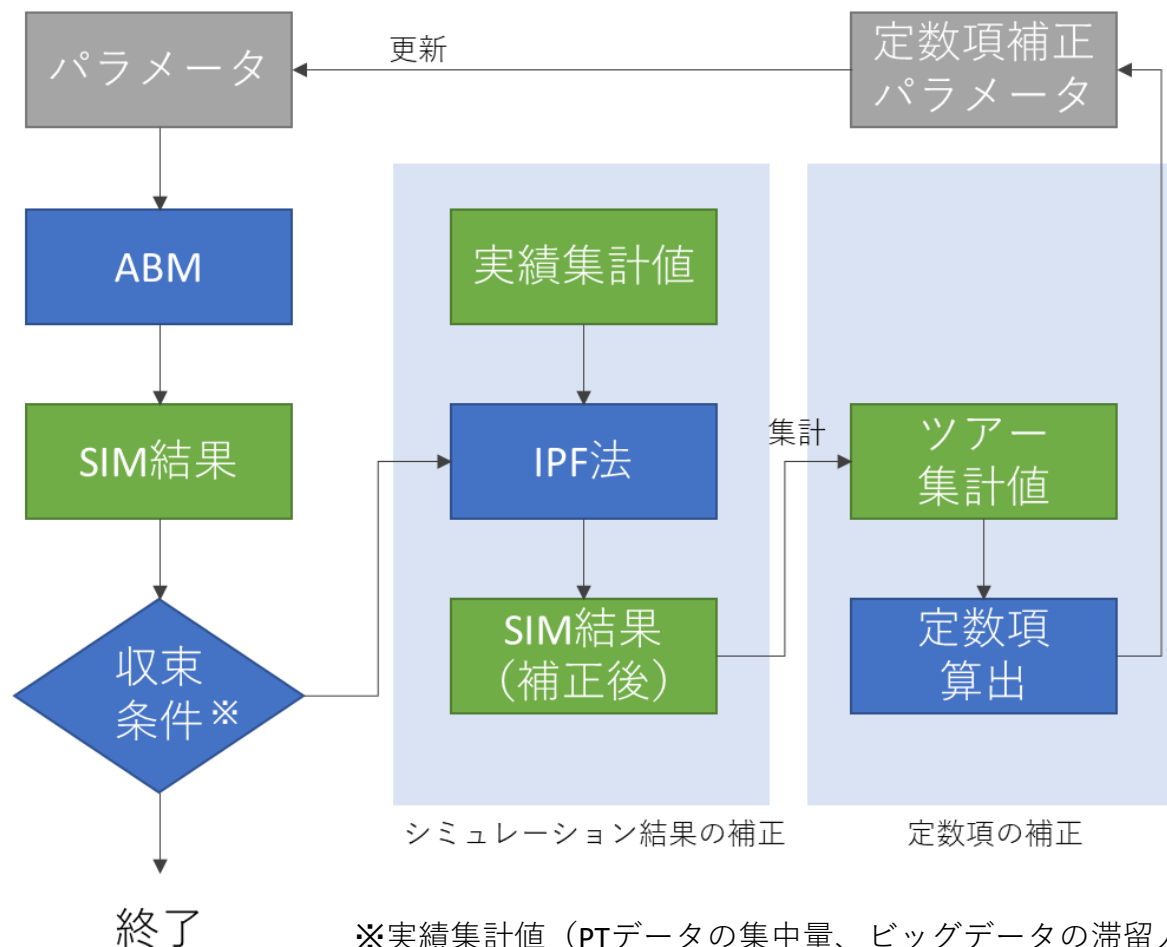 パラメータ
更新
定数項補正
パラメータ
ABM
実績集計値
SIM結果
IPF法
集計
ツアー
集計値
収束
条件※
SIM結果
（補正後）
定数項
算出
シミュレーション結果の補正
定数項の補正
終了
※実績集計値（PTデータの集中量、ビッグデータの滞留